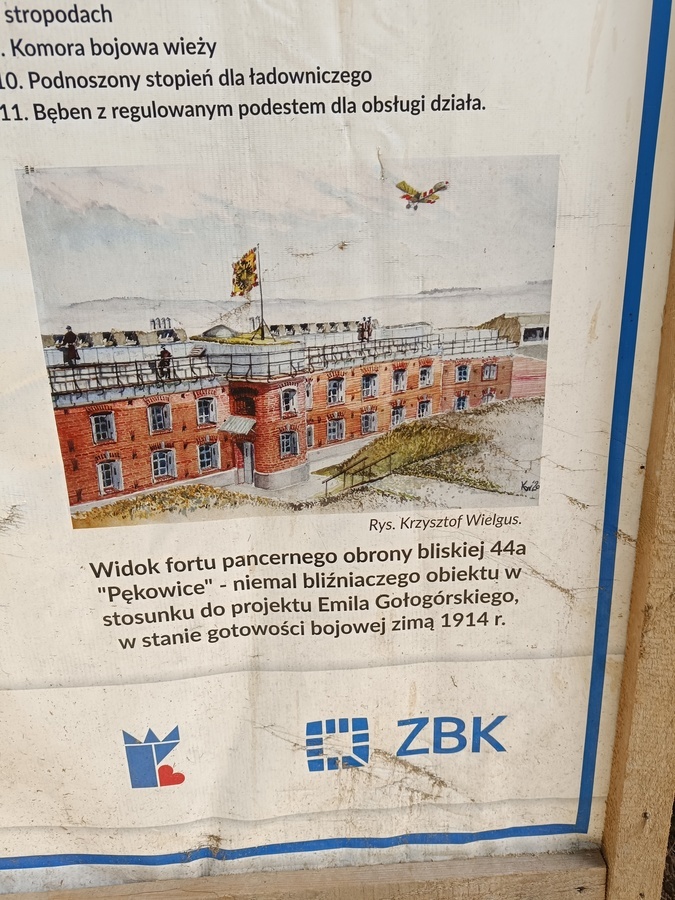 stropodach
. Komora bojowa wieży
10. Podnoszony stopień dla ładowniczego
11. Bęben z regulowanym podestem dla obsługi działa.
Rys. Krzysztof Wielgus.
Widok fortu pancernego obrony bliskiej 44a
"Pękowice" - niemal bliźniaczego obiektu w
stosunku do projektu Emila Gołogórskiego,
w stanie gotowości bojowej zimą 1914 r.
ZBK